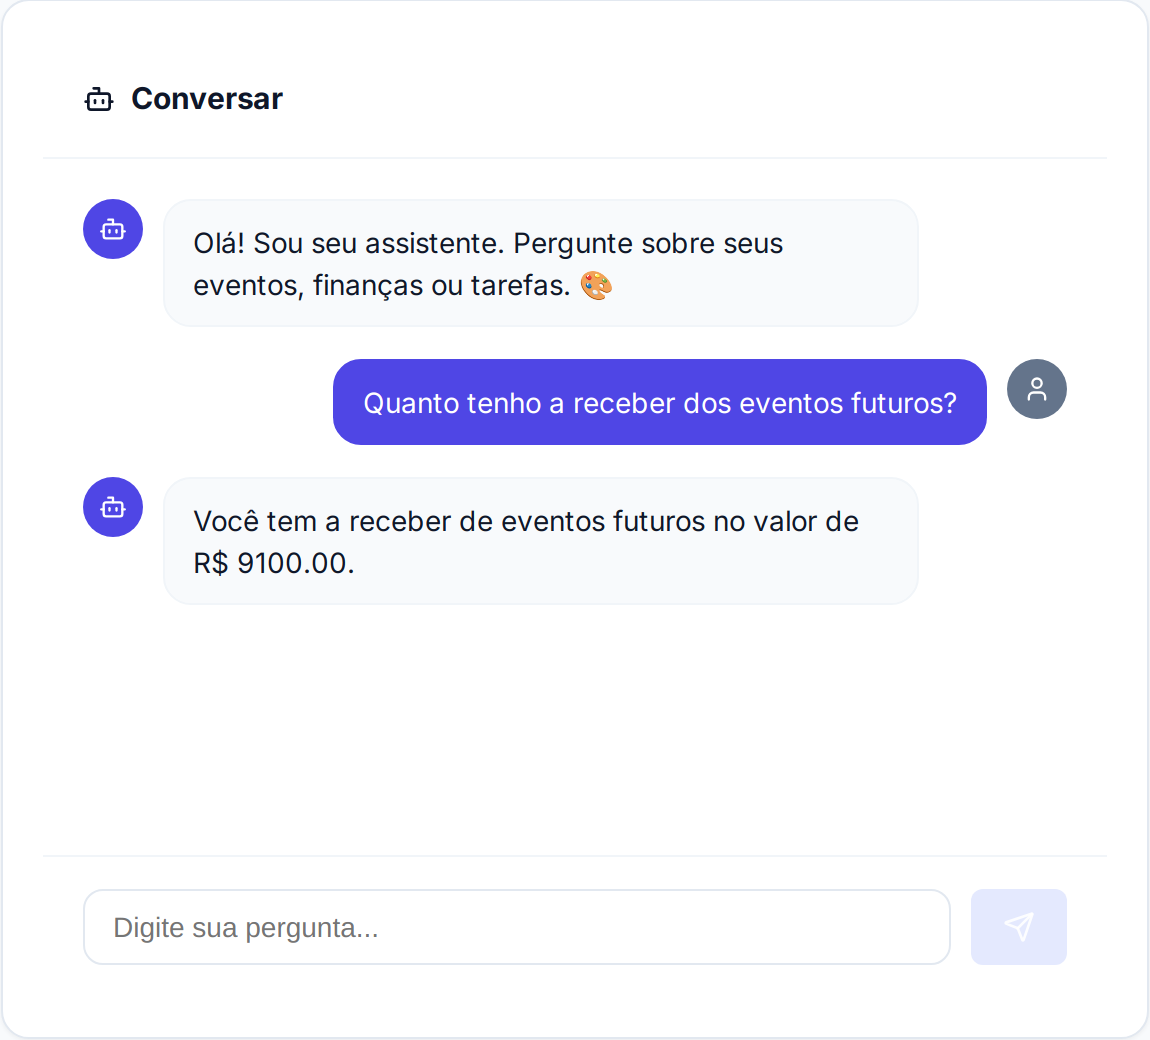 Conversar
Olá! Sou seu assistente. Pergunte sobre seus
eventos, finanças ou tarefas. 🎨
Quanto tenho a receber dos eventos futuros?
Você tem a receber de eventos futuros no valor de
R$ 9100.00.
Digite sua pergunta...